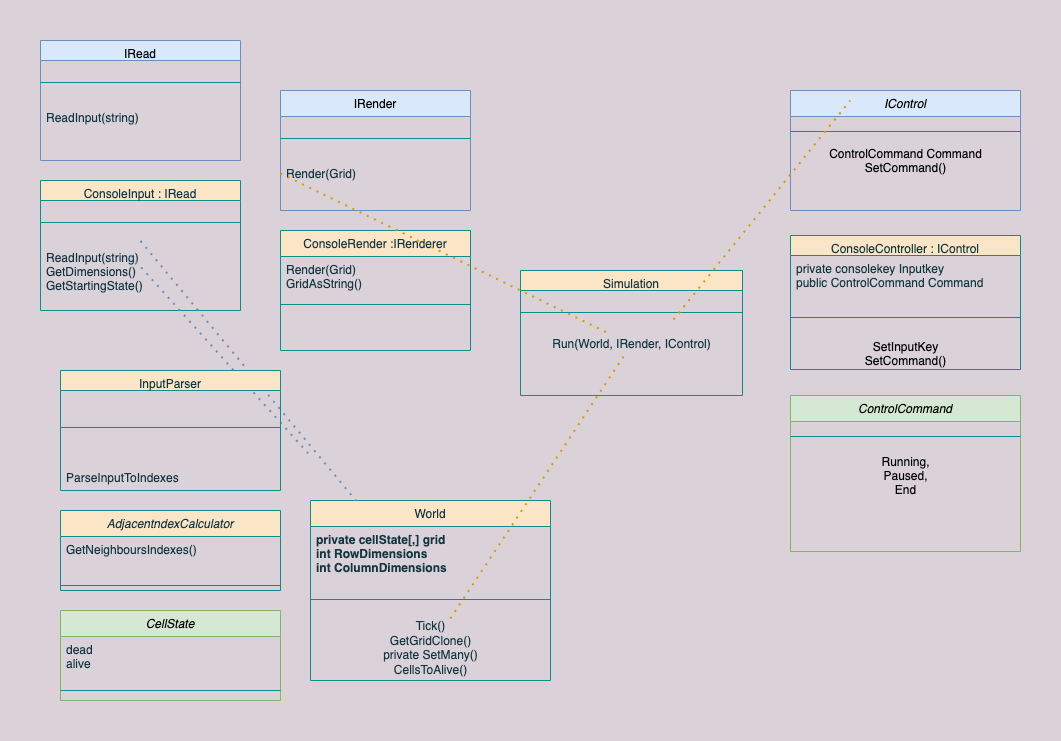 IRead
ReadInput(string)
ConsoleInput : IRead
ReadInput(string)
GetDimensions()
GetStartingState()
IRender
Render(Grid)
ConsoleRender :IRenderer
Render(Grid)
GridAsString()
Simulation
Run(World, IRender, IControl)
IControl
ControlCommand Command
SetCommand()
ConsoleController : IControl
private consolekey Inputkey
public ControlCommand Command
SetInputKey
SetCommand()
ControlCommand
Running,
Paused,
End
InputParser
ParseInputToIndexes
AdjacentndexCalculator
GetNeighboursIndexes()
CellState
dead
alive
World
private cellState[,] grid
int RowDimensions
int ColumnDimensions
Tick()
GetGridClone()
private SetMany()
CellsToAlive()